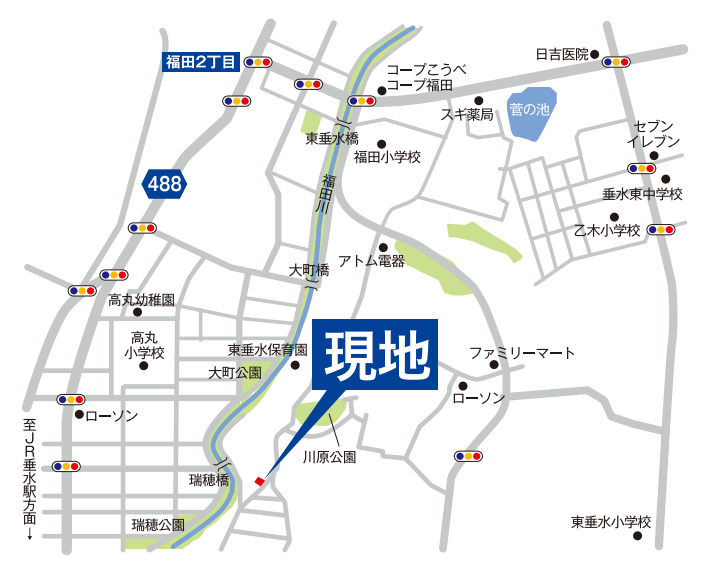 福田2丁目
日吉医院
コープこうべ
コープ福田
スギ薬局
菅の池
セブン
イレブン
東垂水橋
福田小学校
垂水東中学校
488
福田川
乙木小学校
アトム電器
大町橋
高丸幼稚園
高丸
小学校
東垂水保育園
現地
ファミリーマート
大町公園
ローソン
ローソン
至JR垂水駅方面→
川原公園
瑞穂橋
瑞穂公園
東垂水小学校